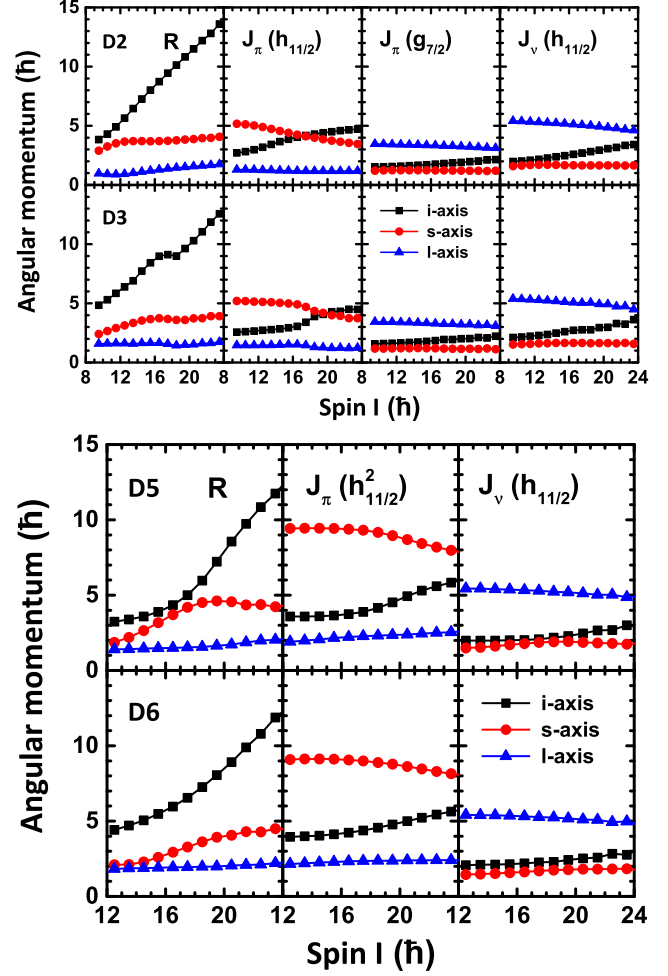 15
D2 R Jπ (h11/2) Jπ (g7/2) Jν (h11/2)
10
5
0
Angular momentum (ħ)
D3
i-axis
s-axis
l-axis
10
5
0
8 12 16 20 8 12 16 20 8 12 16 20 8 12 16 20 24
Spin I (ħ)
15
D5 R Jπ (h²11/2) Jν (h11/2)
10
5
0
Angular momentum (ħ)
D6
i-axis
s-axis
l-axis
10
5
0
12 16 20 12 16 20 12 16 20 24
Spin I (ħ)